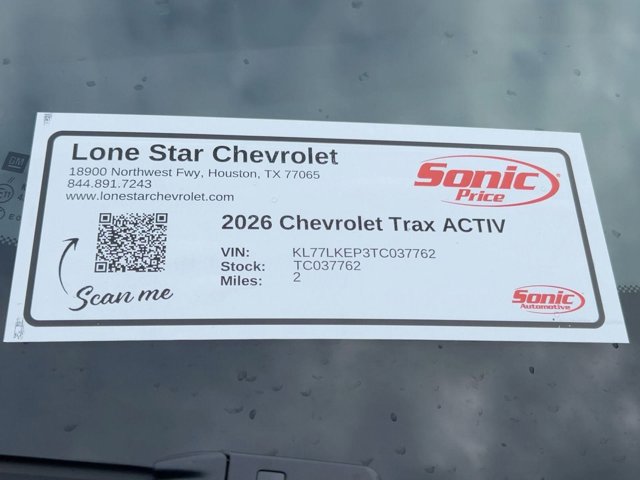 Lone Star Chevrolet
18900 Northwest Fwy, Houston, TX 77065
844.891.7243
www.lonestarchevrolet.com
Sonic
Price
2026 Chevrolet Trax ACTIV
VIN: KL77LKEP3TC037762
Stock: TC037762
Miles: 2
Scan me
Sonic
Automotive
GM